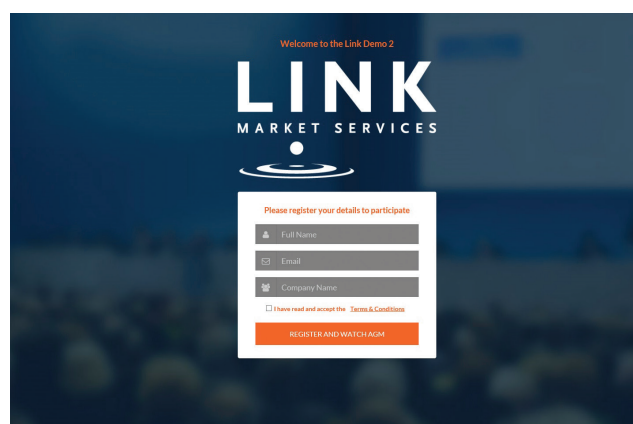 Welcome to the Link Demo 2
LINK
MARKET SERVICES
Please register your details to participate
Full Name
Email
Company Name
I have read and accept the Terms & Conditions
REGISTER AND WATCH AGM